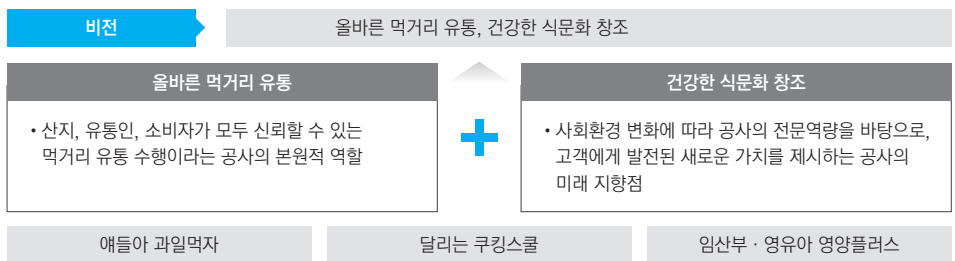 비전
올바른 먹거리 유통, 건강한 식문화 창조
올바른 먹거리 유통
• 산지, 유통인, 소비자가 모두 신뢰할 수 있는
먹거리 유통 수행이라는 공사의 본원적 역할
건강한 식문화 창조
• 사회환경 변화에 따라 공사의 전문역량을 바탕으로,
고객에게 발전된 새로운 가치를 제시하는 공사의
미래 지향점
얘들아 과일먹자
달리는 쿠킹스쿨
임산부 · 영유아 영양플러스